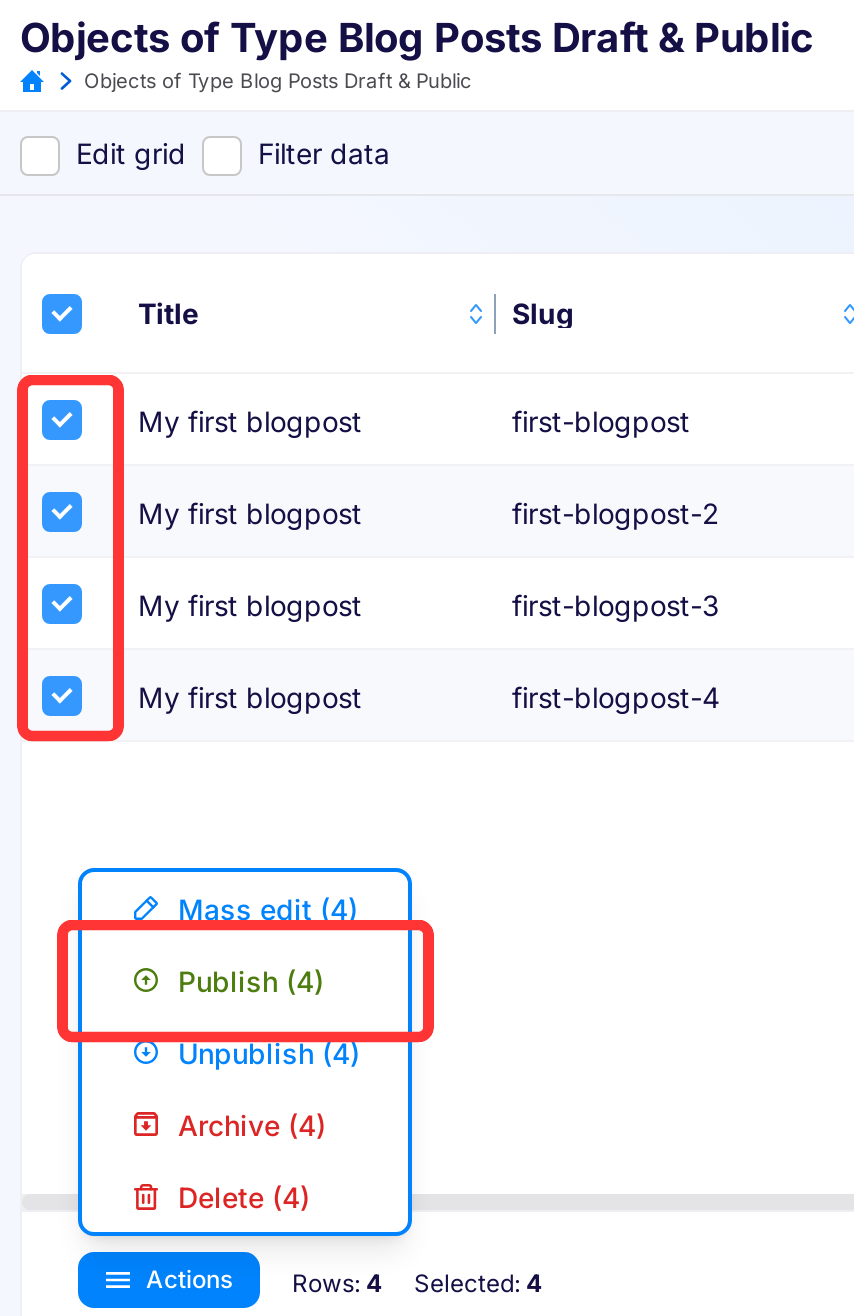 Objects of Type Blog Posts Draft & Public
Objects of Type Blog Posts Draft & Public
Edit grid Filter data
Title Slug
My first blogpost first-blogpost
My first blogpost first-blogpost-2
My first blogpost first-blogpost-3
My first blogpost first-blogpost-4
Mass edit (4)
Publish (4)
Unpublish (4)
Archive (4)
Delete (4)
Actions Rows: 4 Selected: 4